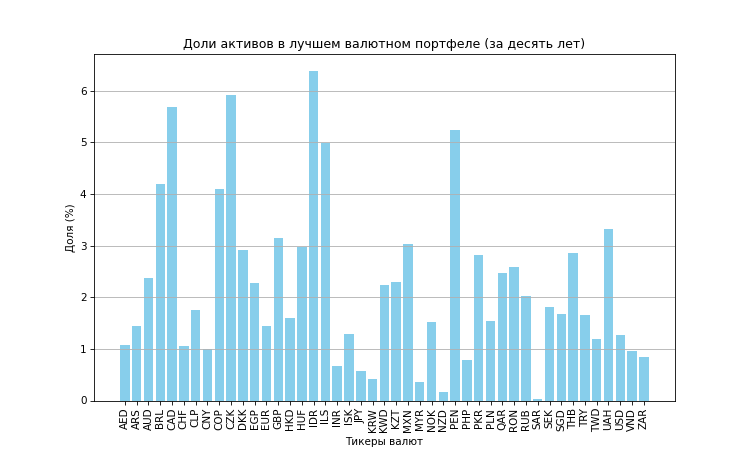 Доли активов в лучшем валютном портфеле (за десять лет)
Доля (%)
6
5
4
3
2
1
0
AED ARS AUD BRL CAD CHF CLP CNY COP CZK DKK EGP EUR GBP HKD HUF IDR ILS INR ISK JPY KRW KWD KZT MXN MYR NOK NZD PEN PHP PKR PLN QAR RON RUB SAR SEK SGD THB TRY TWD UAH USD VND ZAR
Тикеры валют